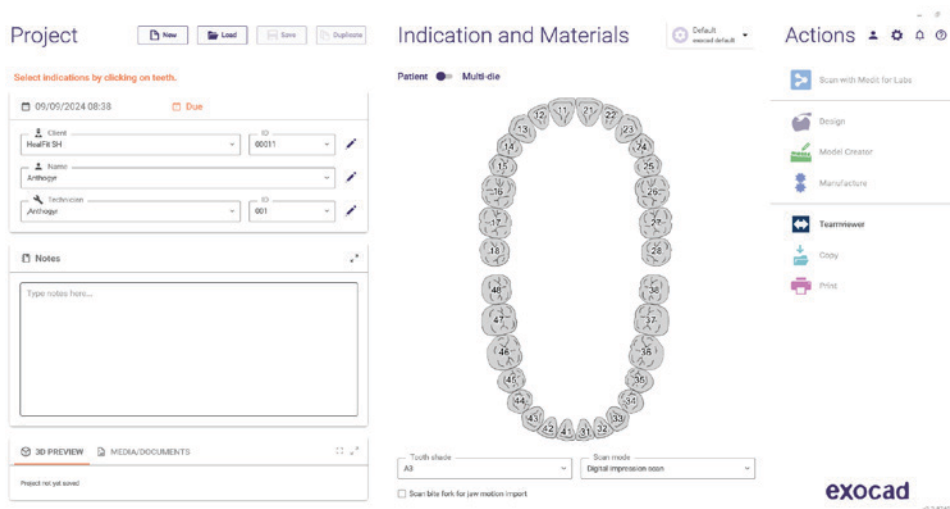 Project
New
Load
Save
Duplicate
Select indications by clicking on teeth.
09/09/2024 08:38
Due
Client
HealFit SH
ID
00011
Name
Anthogyr
Technician
Anthogyr
ID
001
Notes
Type notes here...
3D PREVIEW
MEDIA/DOCUMENTS
Project not yet saved
Indication and Materials
Default
exocad default
Patient
Multi-die
12 11 21 22
13 23
14 24
15 25
16 26
17 27
18 28
48 38
47 37
46 36
45 35
44 34
43 33
42 41 31 32
Tooth shade
A3
Scan mode
Digital impression scan
Scan bite fork for jaw motion import
Actions
Scan with Medit for Labs
Design
Model Creator
Manufacture
Teamviewer
Copy
Print
exocad